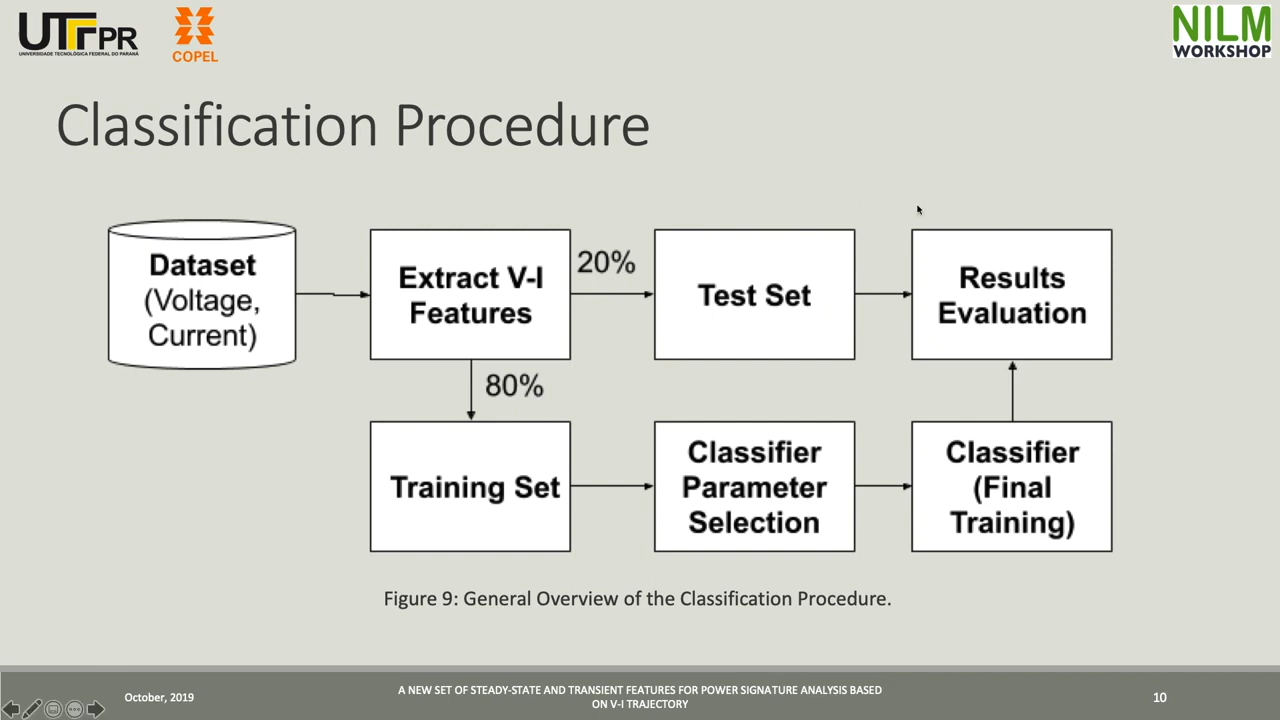 UTFPR
UNIVERSIDADE TECNOLÓGICA FEDERAL DO PARANÁ
COPEL
NILM
WORKSHOP
Classification Procedure
Dataset
(Voltage,
Current)
Extract V-I
Features
20%
Test Set
Results
Evaluation
80%
Training Set
Classifier
Parameter
Selection
Classifier
(Final
Training)
Figure 9: General Overview of the Classification Procedure.
October, 2019
A NEW SET OF STEADY-STATE AND TRANSIENT FEATURES FOR POWER SIGNATURE ANALYSIS BASED
ON V-I TRAJECTORY
10